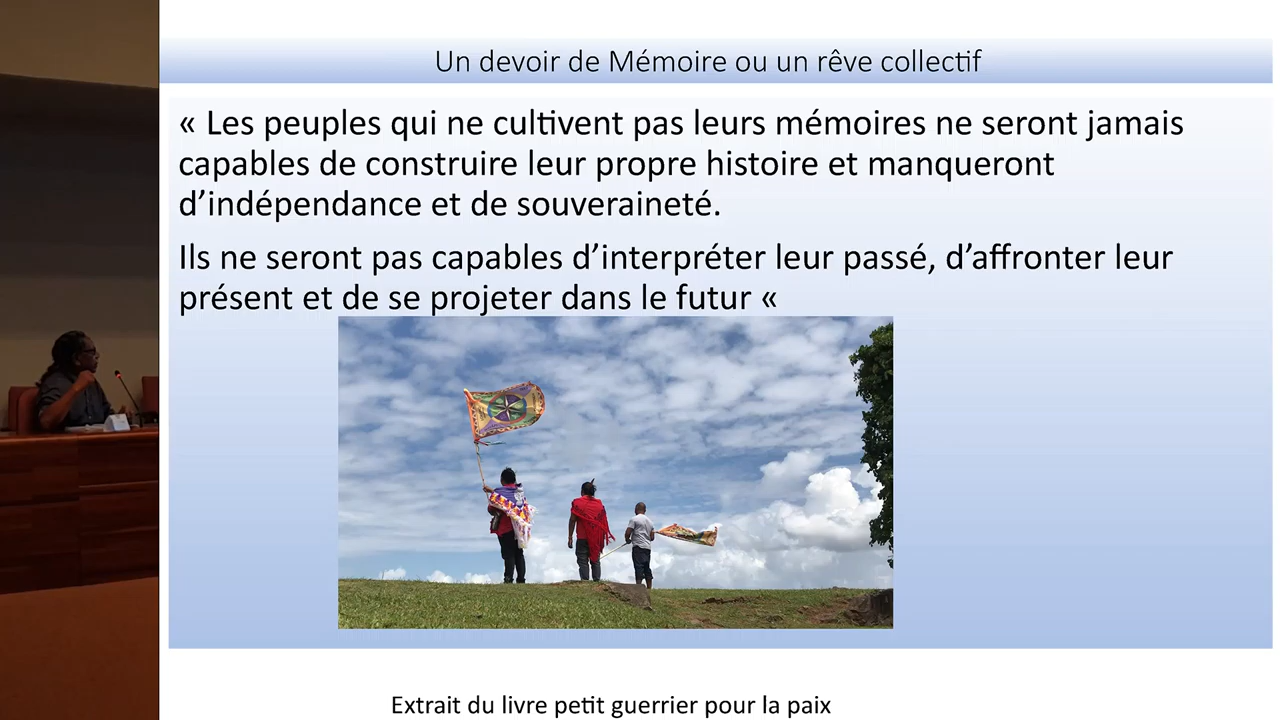 Un devoir de Mémoire ou un rêve collectif
« Les peuples qui ne cultivent pas leurs mémoires ne seront jamais
capables de construire leur propre histoire et manqueront
d’indépendance et de souveraineté.
Ils ne seront pas capables d’interpréter leur passé, d’affronter leur
présent et de se projeter dans le futur «
Extrait du livre petit guerrier pour la paix